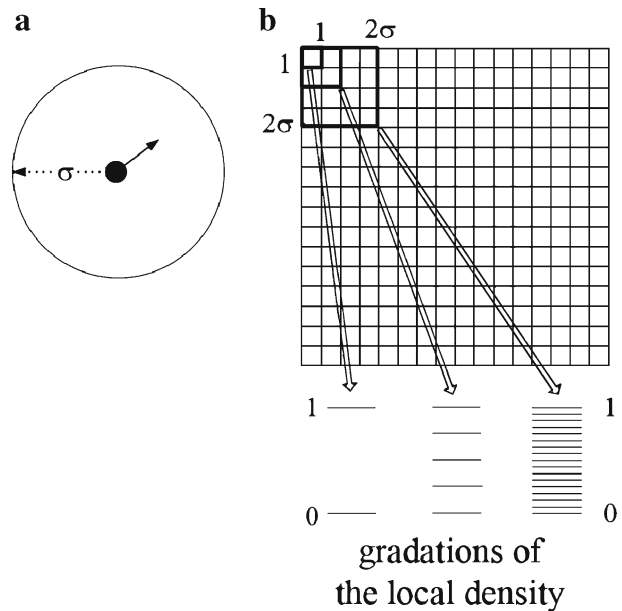 a
σ
b
1
2σ
1
2σ
1
1
0
0
gradations of
the local density